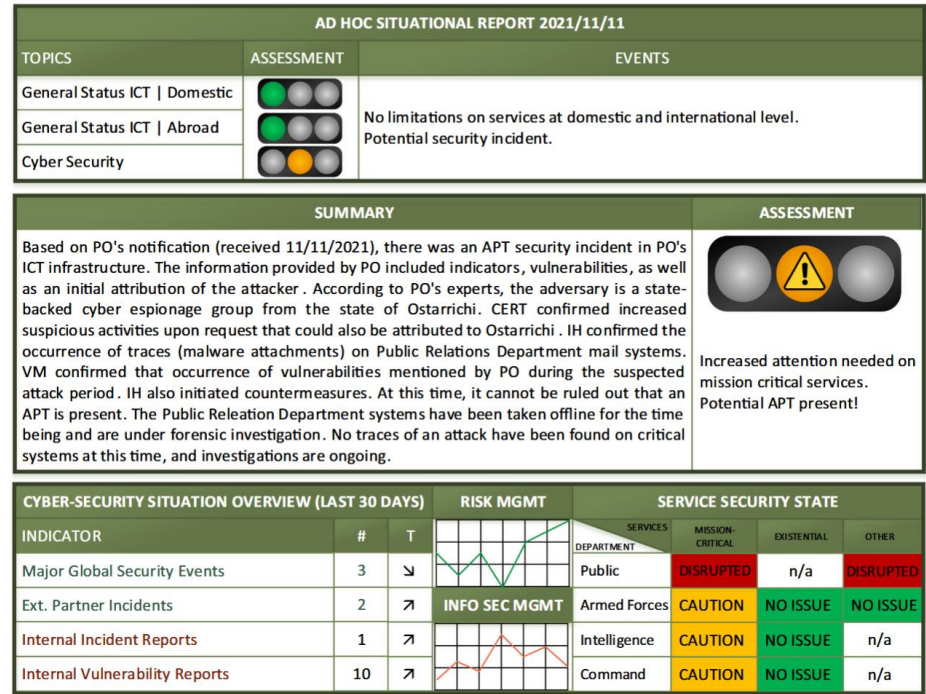 AD HOC SITUATIONAL REPORT 2021/11/11
TOPICS ASSESSMENT EVENTS
General Status ICT | Domestic
General Status ICT | Abroad
Cyber Security
No limitations on services at domestic and international level.
Potential security incident.
SUMMARY
Based on PO's notification (received 11/11/2021), there was an APT security incident in PO's
ICT infrastructure. The information provided by PO included indicators, vulnerabilities, as well
as an initial attribution of the attacker . According to PO's experts, the adversary is a state-
backed cyber espionage group from the state of Ostarrichi. CERT confirmed increased
suspicious activities upon request that could also be attributed to Ostarrichi . IH confirmed the
occurrence of traces (malware attachments) on Public Relations Department mail systems.
VM confirmed that occurrence of vulnerabilities mentioned by PO during the suspected
attack period . IH also initiated countermeasures. At this time, it cannot be ruled out that an
APT is present. The Public Releation Department systems have been taken offline for the time
being and are under forensic investigation. No traces of an attack have been found on critical
systems at this time, and investigations are ongoing.
ASSESSMENT
Increased attention needed on
mission critical services.
Potential APT present!
CYBER-SECURITY SITUATION OVERVIEW (LAST 30 DAYS)
INDICATOR # T
Major Global Security Events 3 ↘
Ext. Partner Incidents 2 ↗
Internal Incident Reports 1 ↗
Internal Vulnerability Reports 10 ↗
RISK MGMT
INFO SEC MGMT
SERVICE SECURITY STATE
SERVICES
DEPARTMENT
MISSION-
CRITICAL
EXISTENTIAL
OTHER
Public DISRUPTED n/a DISRUPTED
Armed Forces CAUTION NO ISSUE NO ISSUE
Intelligence CAUTION NO ISSUE n/a
Command CAUTION NO ISSUE n/a